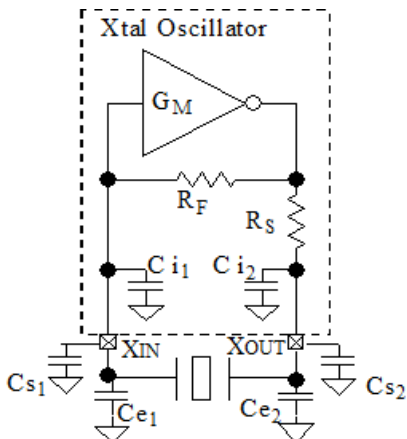 Xtal Oscillator
GM
RF
RS
Ci1
Ci2
XIN
XOUT
Cs1
Cs2
Ce1
Ce2